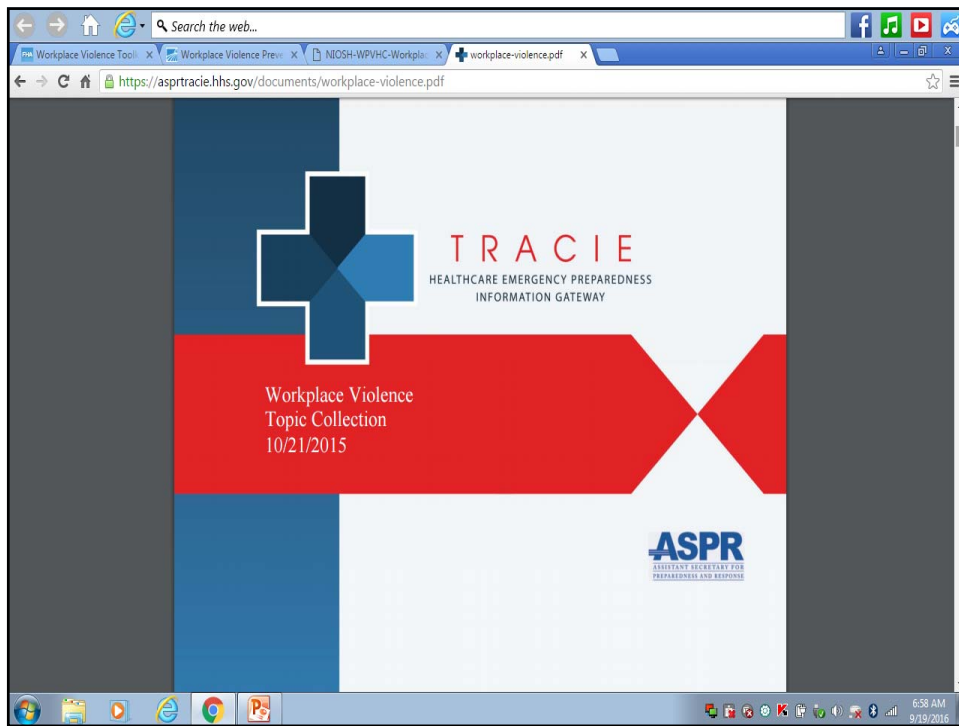 Search the web...
Workplace Violence Toolk
Workplace Violence Preve
NIOSH-WPVHC-Workplac
workplace-violence.pdf
https://asprtracie.hhs.gov/documents/workplace-violence.pdf
TRACIE
HEALTHCARE EMERGENCY PREPAREDNESS
INFORMATION GATEWAY
Workplace Violence
Topic Collection
10/21/2015
ASPR
ASSISTANT SECRETARY FOR
PREPAREDNESS AND RESPONSE
6:58 AM
9/19/2016